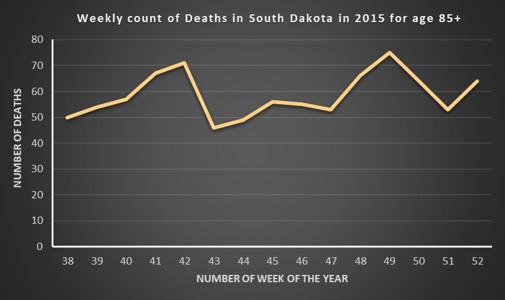 Weekly count of Deaths in South Dakota in 2015 for age 85+
80
70
60
50
40
30
20
10
0
NUMBER OF DEATHS
38 39 40 41 42 43 44 45 46 47 48 49 50 51 52
NUMBER OF WEEK OF THE YEAR